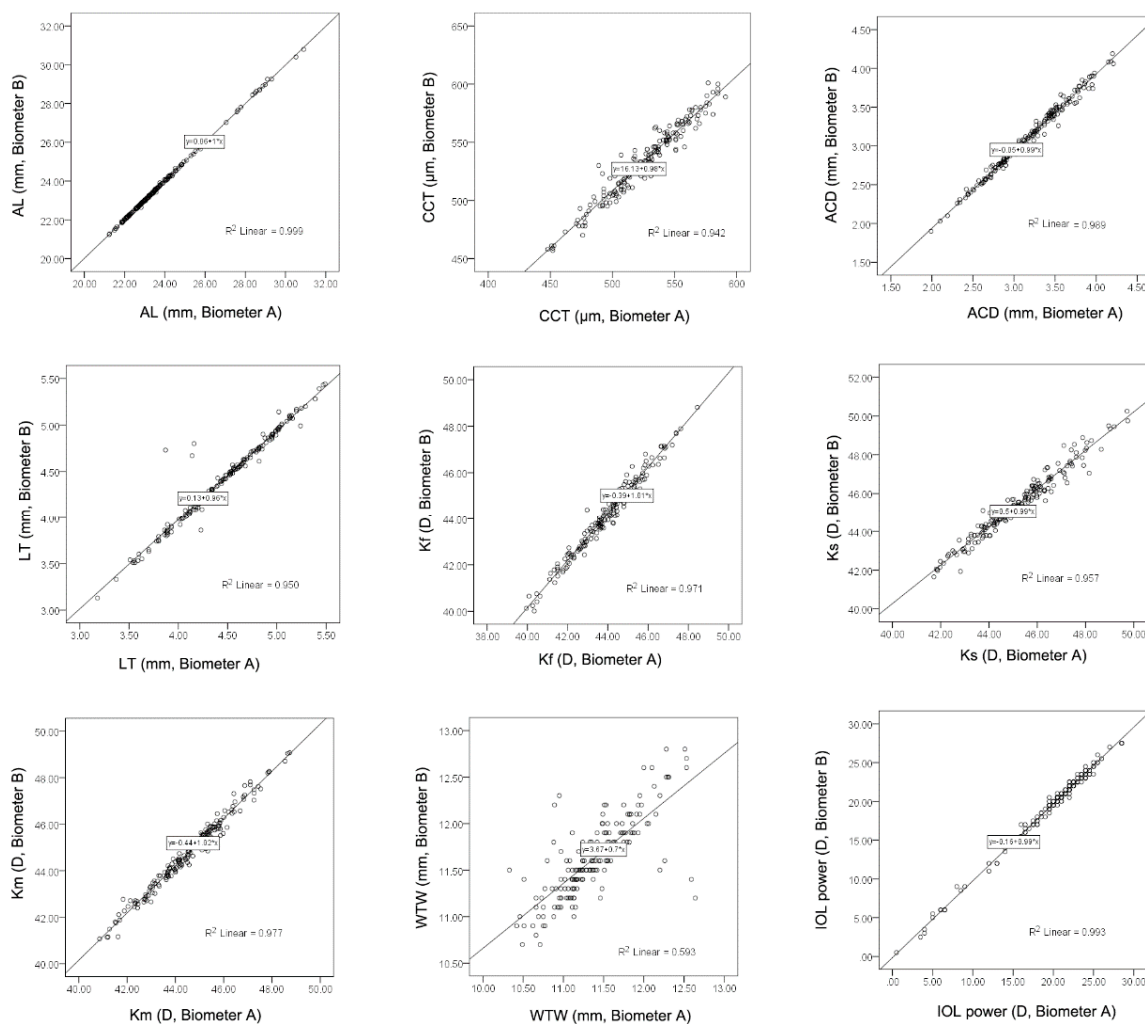 32.00
30.00
28.00
26.00
24.00
22.00
20.00
AL (mm, Biometer B)
y=0.06+1*x
R² Linear = 0.999
20.00 22.00 24.00 26.00 28.00 30.00 32.00
AL (mm, Biometer A)
650
600
550
500
450
CCT (µm, Biometer B)
y=16.13+0.98*x
R² Linear = 0.942
400 450 500 550 600
CCT (µm, Biometer A)
4.50
4.00
3.50
3.00
2.50
2.00
1.50
ACD (mm, Biometer B)
y=-0.05+0.99*x
R² Linear = 0.989
1.50 2.00 2.50 3.00 3.50 4.00 4.50
ACD (mm, Biometer A)
5.50
5.00
4.50
4.00
3.50
3.00
LT (mm, Biometer B)
y=0.13+0.96*x
R² Linear = 0.950
3.00 3.50 4.00 4.50 5.00 5.50
LT (mm, Biometer A)
50.00
48.00
46.00
44.00
42.00
40.00
Kf (D, Biometer B)
y=-0.39+1.01*x
R² Linear = 0.971
38.00 40.00 42.00 44.00 46.00 48.00 50.00
Kf (D, Biometer A)
52.00
50.00
48.00
46.00
44.00
42.00
40.00
Ks (D, Biometer B)
y=0.5+0.99*x
R² Linear = 0.957
40.00 42.00 44.00 46.00 48.00 50.00
Ks (D, Biometer A)
50.00
48.00
46.00
44.00
42.00
40.00
Km (D, Biometer B)
y=-0.44+1.02*x
R² Linear = 0.977
40.00 42.00 44.00 46.00 48.00 50.00
Km (D, Biometer A)
13.00
12.50
12.00
11.50
11.00
10.50
WTW (mm, Biometer B)
y=3.67+0.7*x
R² Linear = 0.593
10.00 10.50 11.00 11.50 12.00 12.50 13.00
WTW (mm, Biometer A)
30.00
25.00
20.00
15.00
10.00
5.00
.00
IOL power (D, Biometer B)
y=-0.16+0.99*x
R² Linear = 0.993
.00 5.00 10.00 15.00 20.00 25.00 30.00
IOL power (D, Biometer A)